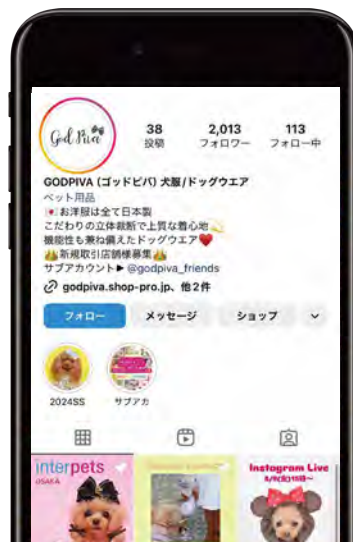 God Piva
38
2,013
113
投稿
フォロワー
フォロー中
GODPIVA (ゴッドピバ) 犬服/ドッグウエア
ペット用品
🇯🇵お洋服は全て日本製
こだわりの立体裁断で上質な着心地💫
機能性も兼ね備えたドッグウエア❤️
👑新規取引店舗様募集👑
サブアカウント▶ @godpiva_friends
godpiva.shop-pro.jp、他2件
フォロー
メッセージ
ショップ
2024SS
サブアカ
interpets
OSAKA
Instagram Live